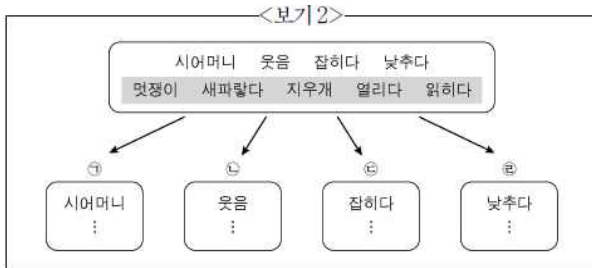 <보기 2>
시어머니 웃음 잡히다 낮추다
멋쟁이 새파랗다 지우개 열리다 읽히다
㉠ ㉡ ㉢ ㉣
시어머니 웃음 잡히다 낮추다
⋮ ⋮ ⋮ ⋮